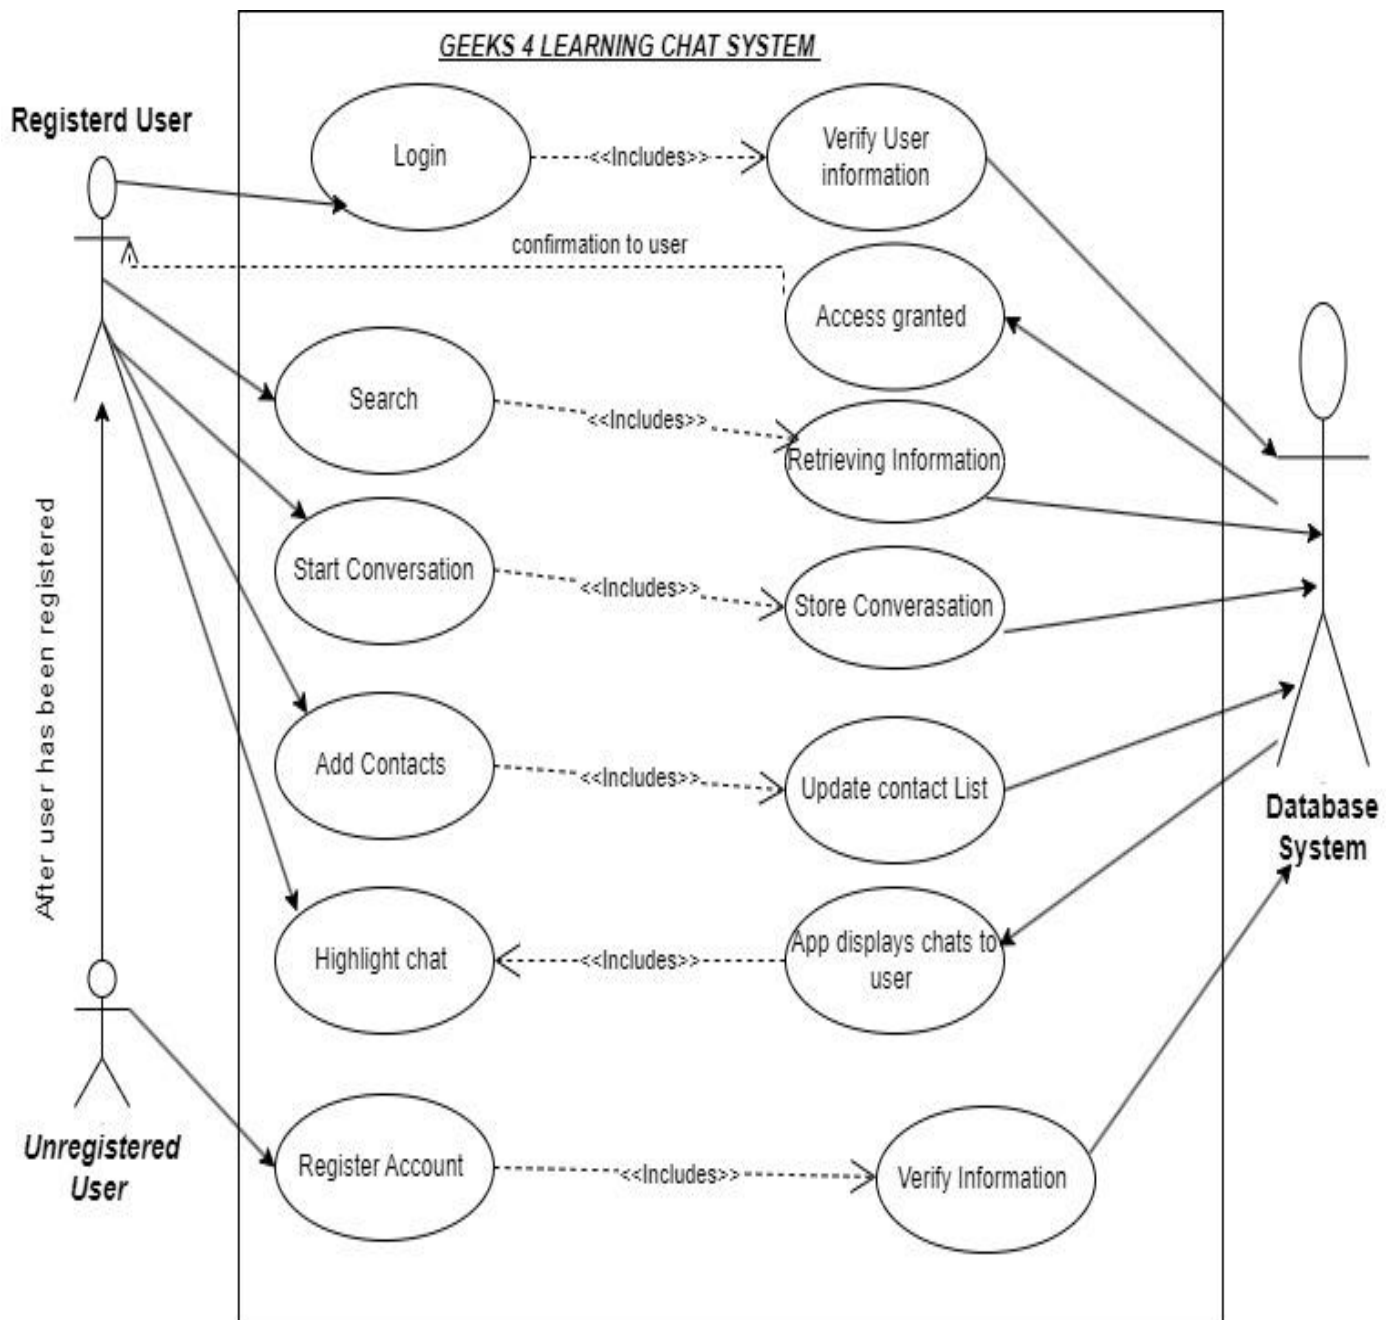 GEEKS 4 LEARNING CHAT SYSTEM
Registerd User
Login
<<Includes>>
Verify User
information
confirmation to user
Access granted
Search
<<Includes>>
Retrieving Information
Start Conversation
<<Includes>>
Store Converasation
After user has been registered
Add Contacts
<<Includes>>
Update contact List
Database
System
Highlight chat
<<Includes>>
App displays chats to
user
Unregistered
User
Register Account
<<Includes>>
Verify Information